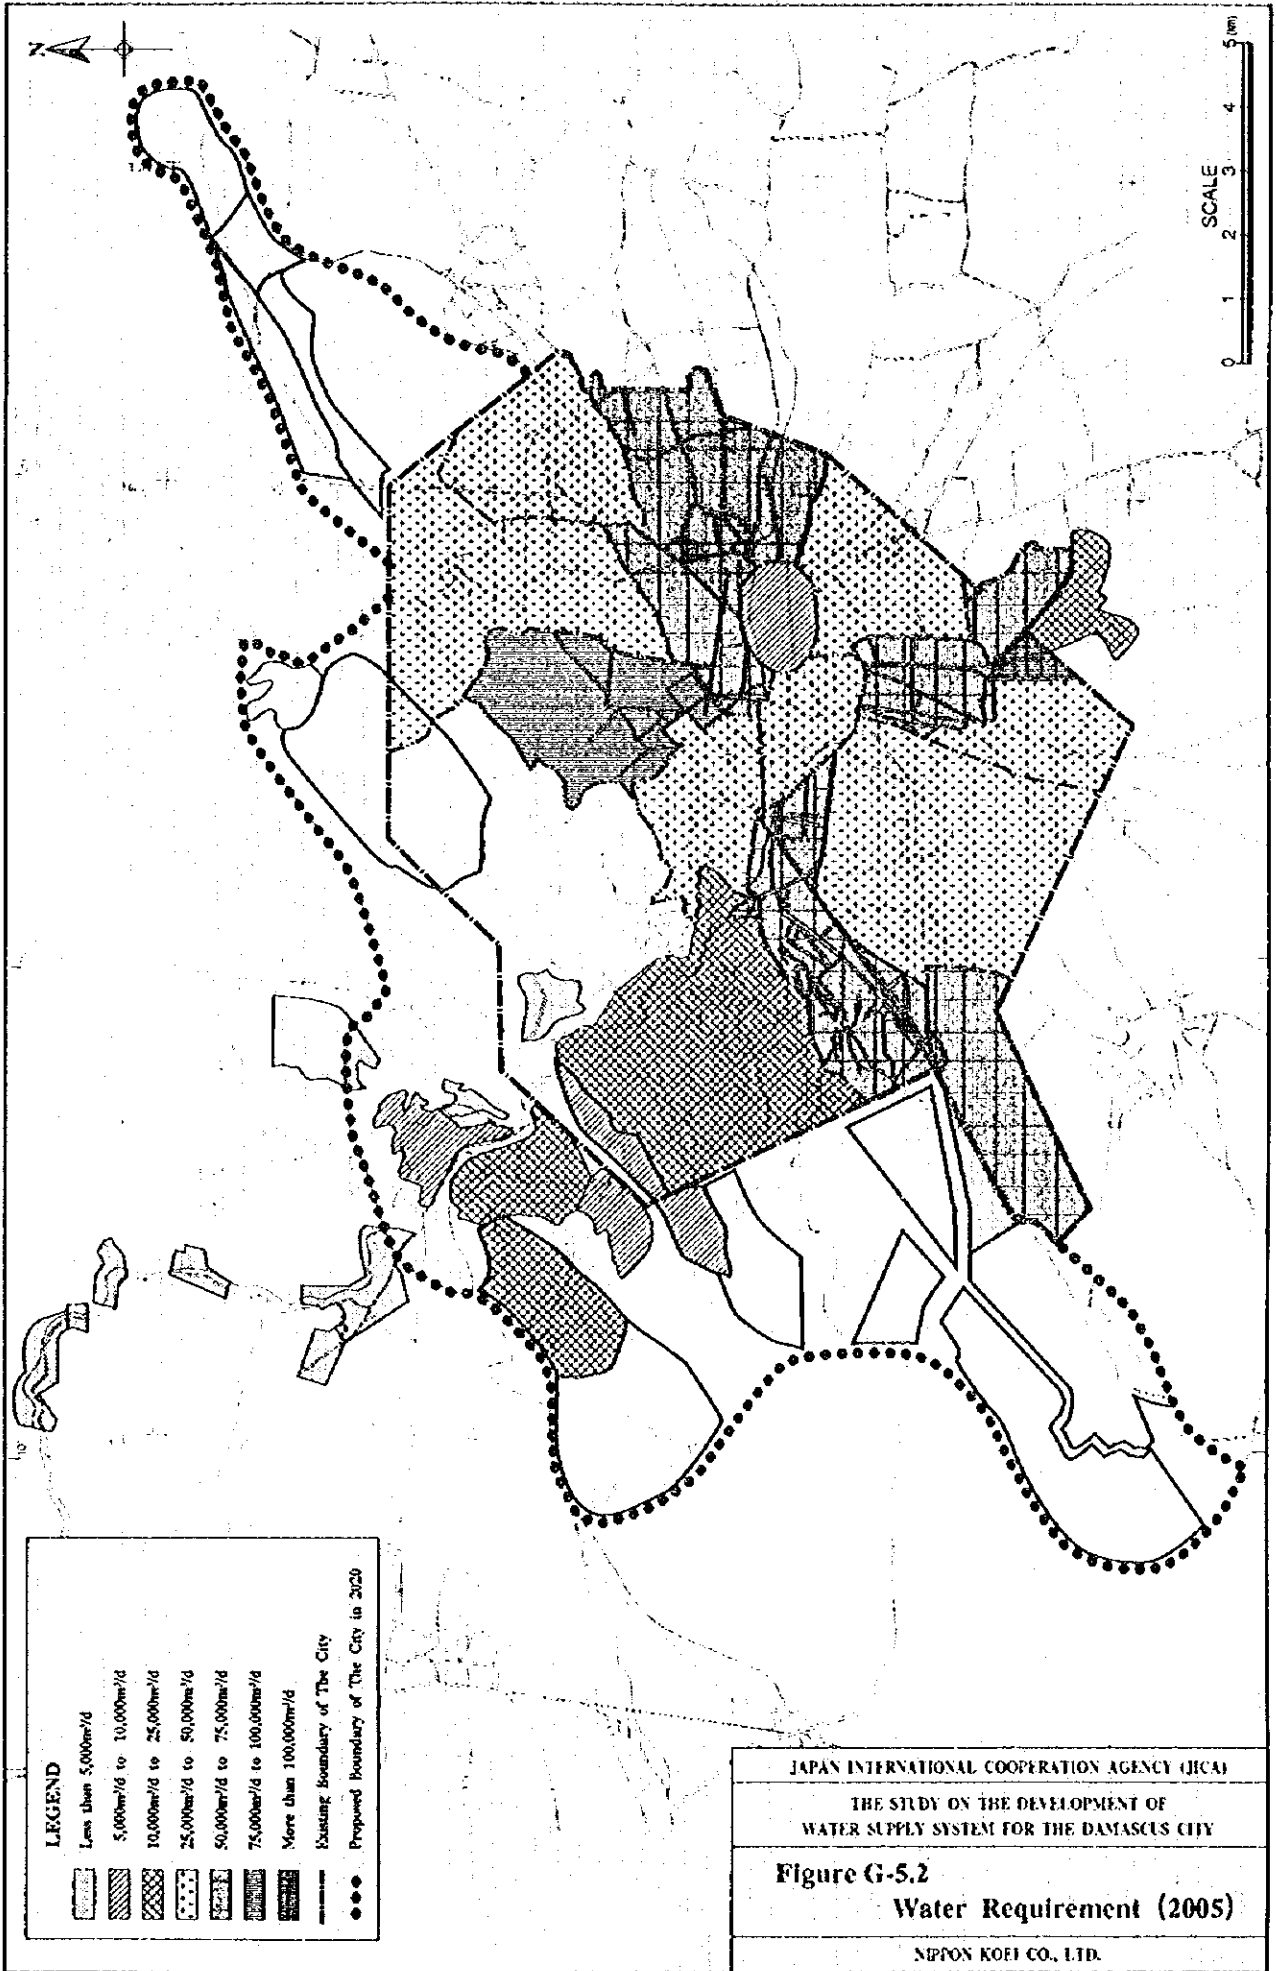 LEGEND
Less than 5,000m³/d
5,000m³/d to 10,000m³/d
10,000m³/d to 25,000m³/d
25,000m³/d to 50,000m³/d
50,000m³/d to 75,000m³/d
75,000m³/d to 100,000m³/d
More than 100,000m³/d
Existing Boundary of The City
Proposed Boundary of The City in 2020
N
SCALE
0 1 2 3 4 5 (km)
JAPAN INTERNATIONAL COOPERATION AGENCY (JICA)
THE STUDY ON THE DEVELOPMENT OF
WATER SUPPLY SYSTEM FOR THE DAMASCUS CITY
Figure G-5.2
Water Requirement (2005)
NIPPON KOEI CO., LTD.